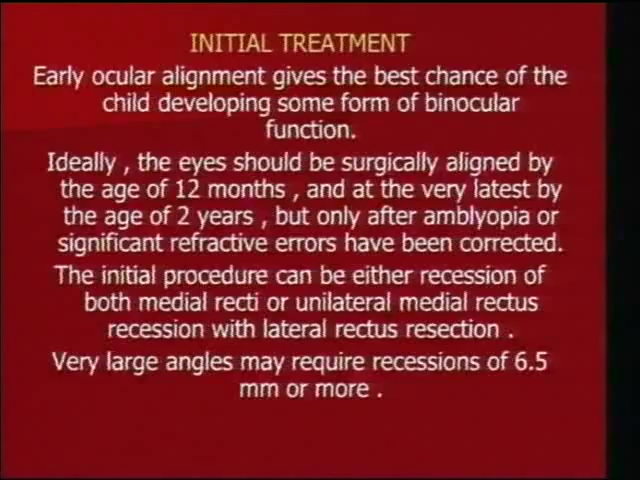 INITIAL TREATMENT
Early ocular alignment gives the best chance of the
child developing some form of binocular
function.
Ideally , the eyes should be surgically aligned by
the age of 12 months , and at the very latest by
the age of 2 years , but only after amblyopia or
significant refractive errors have been corrected.
The initial procedure can be either recession of
both medial recti or unilateral medial rectus
recession with lateral rectus resection .
Very large angles may require recessions of 6.5
mm or more .